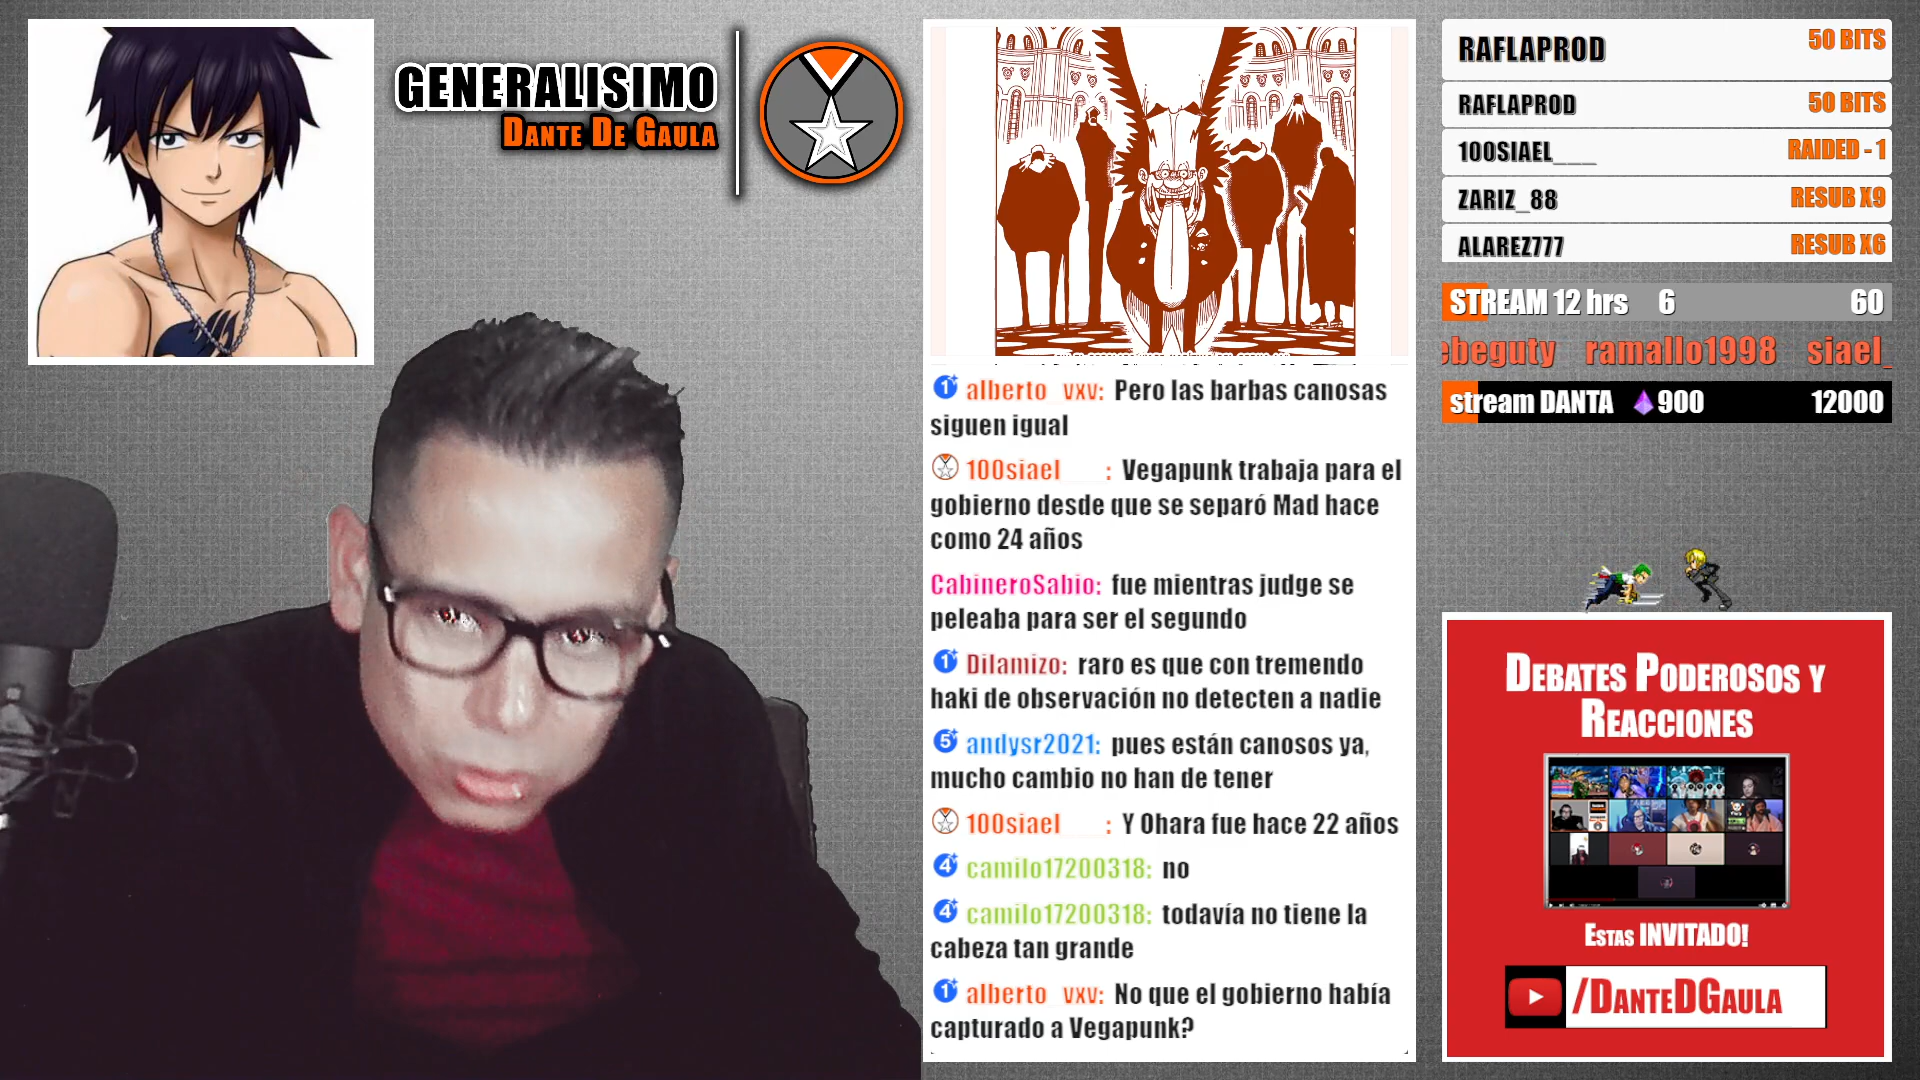 GENERALISIMO
DANTE DE GAULA
alberto_vxv: Pero las barbas canosas
siguen igual
100siael___: Vegapunk trabaja para el
gobierno desde que se separó Mad hace
como 24 años
CabineroSabio: fue mientras judge se
peleaba para ser el segundo
Dilamizo: raro es que con tremendo
haki de observación no detecten a nadie
andysr2021: pues están canosos ya,
mucho cambio no han de tener
100siael___: Y Ohara fue hace 22 años
camilo17200318: no
camilo17200318: todavía no tiene la
cabeza tan grande
alberto_vxv: No que el gobierno había
capturado a Vegapunk?
RAFLAPROD 50 BITS
RAFLAPROD 50 BITS
100SIAEL___ RAIDED - 1
ZARIZ_88 RESUB X9
ALAREZ777 RESUB X6
STREAM 12 hrs 6 60
ebeguty ramallo1998 siael_
stream DANTA 900 12000
DEBATES PODEROSOS Y
REACCIONES
ESTAS INVITADO!
/DANTEDGAULA